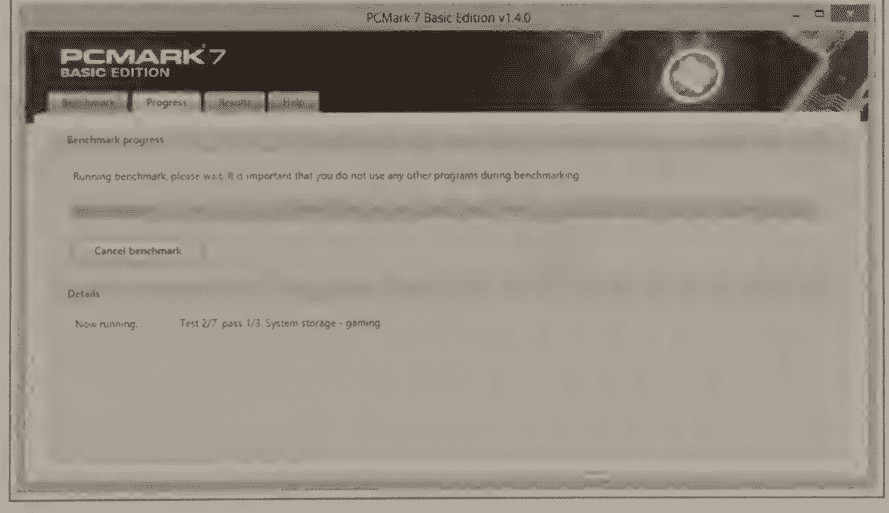 PCMark 7 Basic Edition v1.4.0
PCMARK 7
BASIC EDITION
Benchmark Progress Results Help
Benchmark progress
Running benchmark, please wait. It is important that you do not use any other programs during benchmarking
Cancel benchmark
Details
Now running: Test 2/7 pass 1/3. System storage - gaming